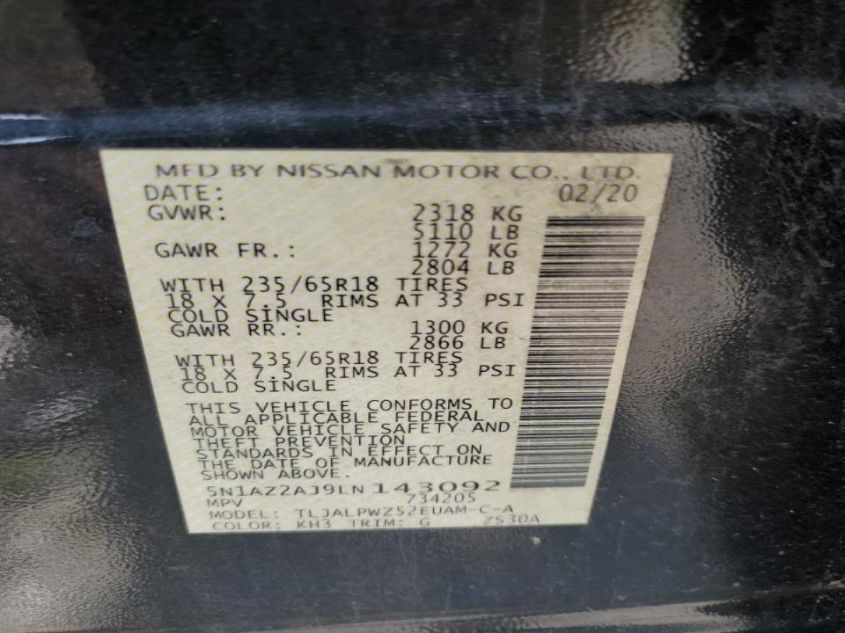 MFD BY NISSAN MOTOR CO., LTD.
DATE: 02/20
GVWR: 2318 KG
5110 LB
GAWR FR.: 1272 KG
2804 LB
WITH 235/65R18 TIRES
18 X 7.5 RIMS AT 33 PSI
COLD SINGLE
GAWR RR.: 1300 KG
2866 LB
WITH 235/65R18 TIRES
18 X 7.5 RIMS AT 33 PSI
COLD SINGLE
THIS VEHICLE CONFORMS TO
ALL APPLICABLE FEDERAL
MOTOR VEHICLE SAFETY AND
THEFT PREVENTION
STANDARDS IN EFFECT ON
THE DATE OF MANUFACTURE
SHOWN ABOVE.
5N1AZ2AJ9LN143092
MPV 734205
MODEL: TLJALPWZ52EUAM-C-A
COLOR: KH3 TRIM: G ZS30A